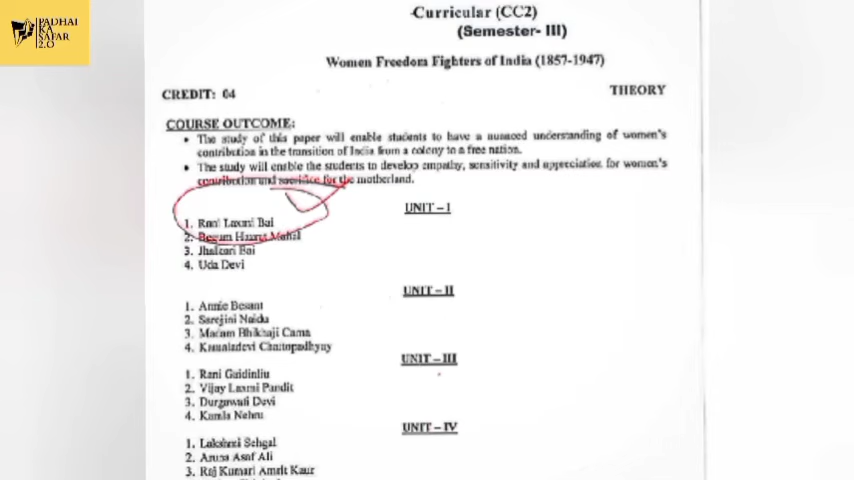 PADHAI
KA
SAFAR
2.O
Curricular (CC2)
(Semester- III)
Women Freedom Fighters of India (1857-1947)
CREDIT: 04
THEORY
COURSE OUTCOME:
• The study of this paper will enable students to have a nuanced understanding of women's
contribution in the transition of India from a colony to a free nation.
• The study will enable the students to develop empathy, sensitivity and appreciation for women's
contribution and sacrifice for the motherland.
UNIT – I
1. Rani Laxmi Bai
2. Begum Hazrat Mahal
3. Jhalkari Bai
4. Uda Devi
UNIT – II
1. Annie Besant
2. Sarojini Naidu
3. Madam Bhikhaji Cama
4. Kamaladevi Chattopadhyay
UNIT – III
1. Rani Gaidinliu
2. Vijay Laxmi Pandit
3. Durgawati Devi
4. Kamla Nehru
UNIT – IV
1. Lakshmi Sehgal
2. Aruna Asaf Ali
3. Raj Kumari Amrit Kaur